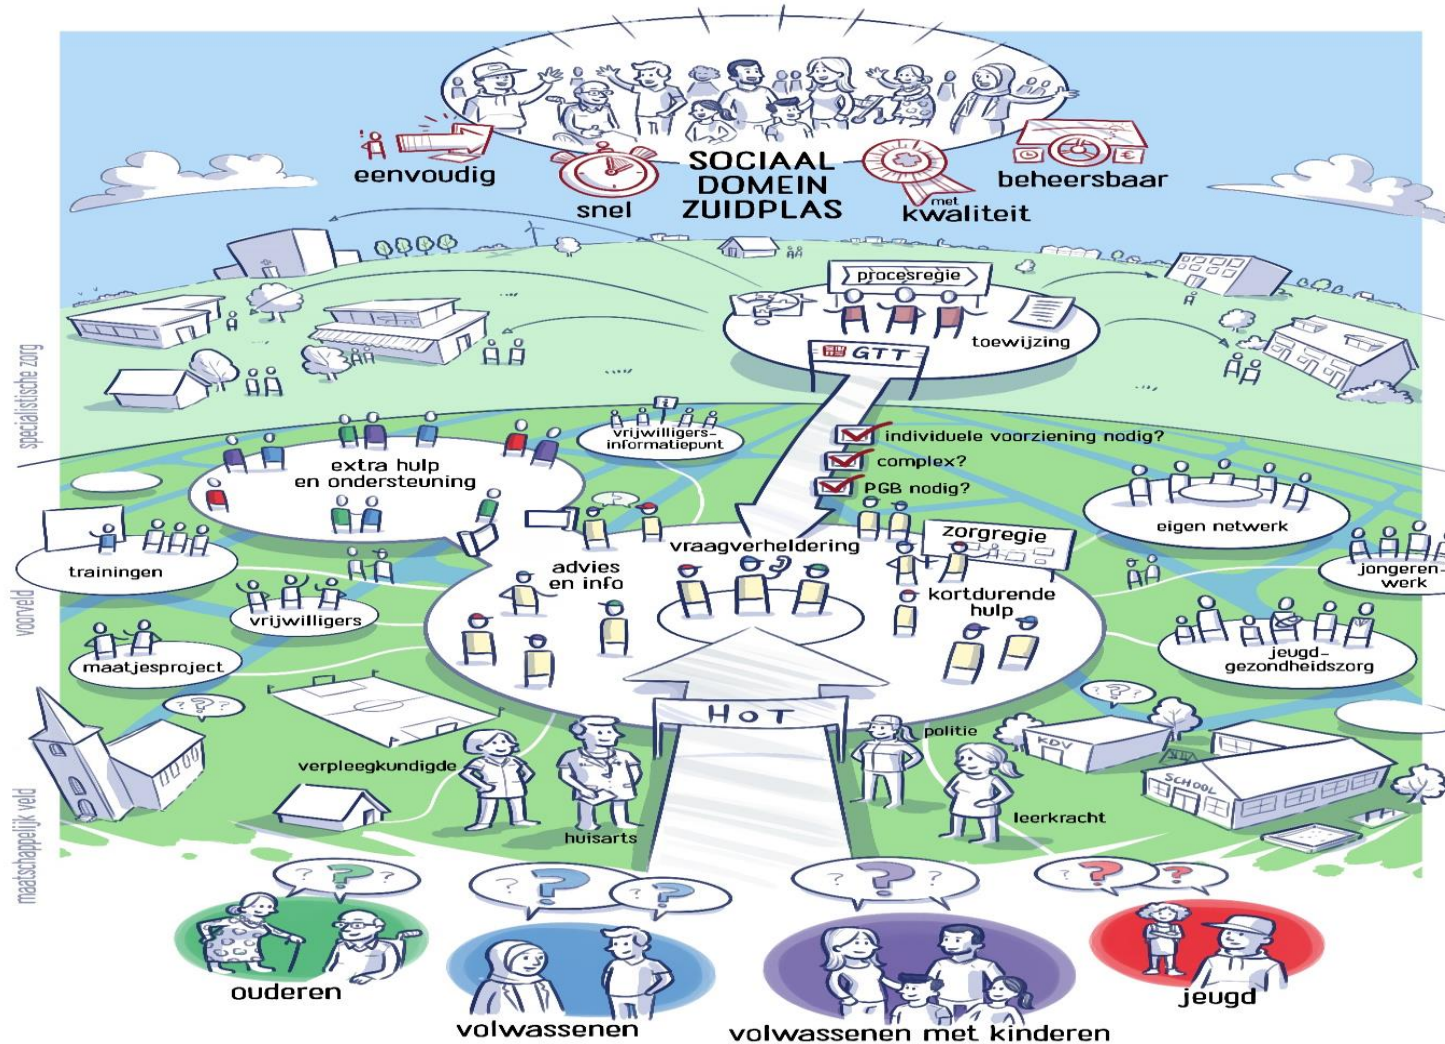 SOCIAAL
DOMEIN
ZUIDPLAS
eenvoudig
snel
met
kwaliteit
beheersbaar
€
procesregie
toewijzing
GTT
specialistische zorg
vrijwilligers-
informatiepunt
individuele voorziening nodig?
complex?
PGB nodig?
extra hulp
en ondersteuning
eigen netwerk
trainingen
vraagverheldering
zorgregie
advies
en info
kortdurende
hulp
jongeren-
werk
voorveld
vrijwilligers
maatjesproject
jeugd-
gezondheidszorg
? ? ?
? ? ?
HOT
politie
KDV
SCHOOL
verpleegkundigde
huisarts
leerkracht
maatschappelijk veld
? ? ?
? ?
? ?
? ? ?
? ?
?
ouderen
volwassenen
volwassenen met kinderen
jeugd